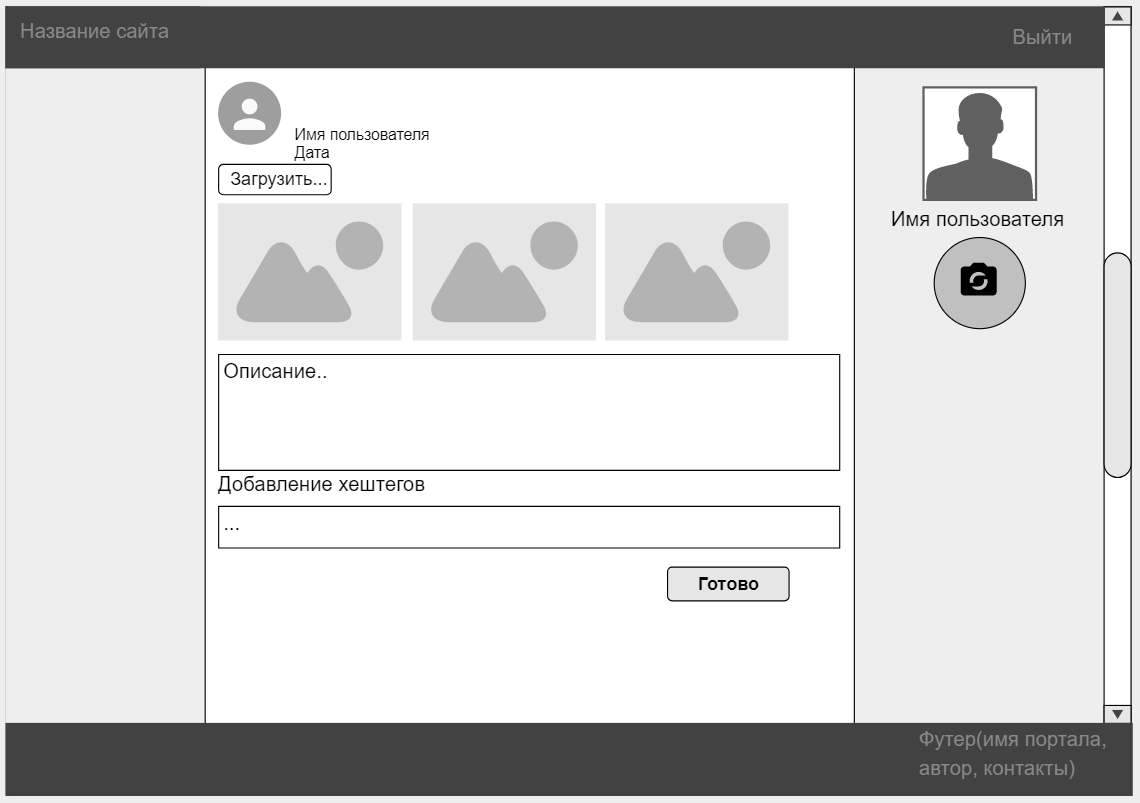 Название сайта
Выйти
Имя пользователя
Дата
Загрузить...
Имя пользователя
Описание..
Добавление хештегов
...
Готово
Футер(имя портала,
автор, контакты)